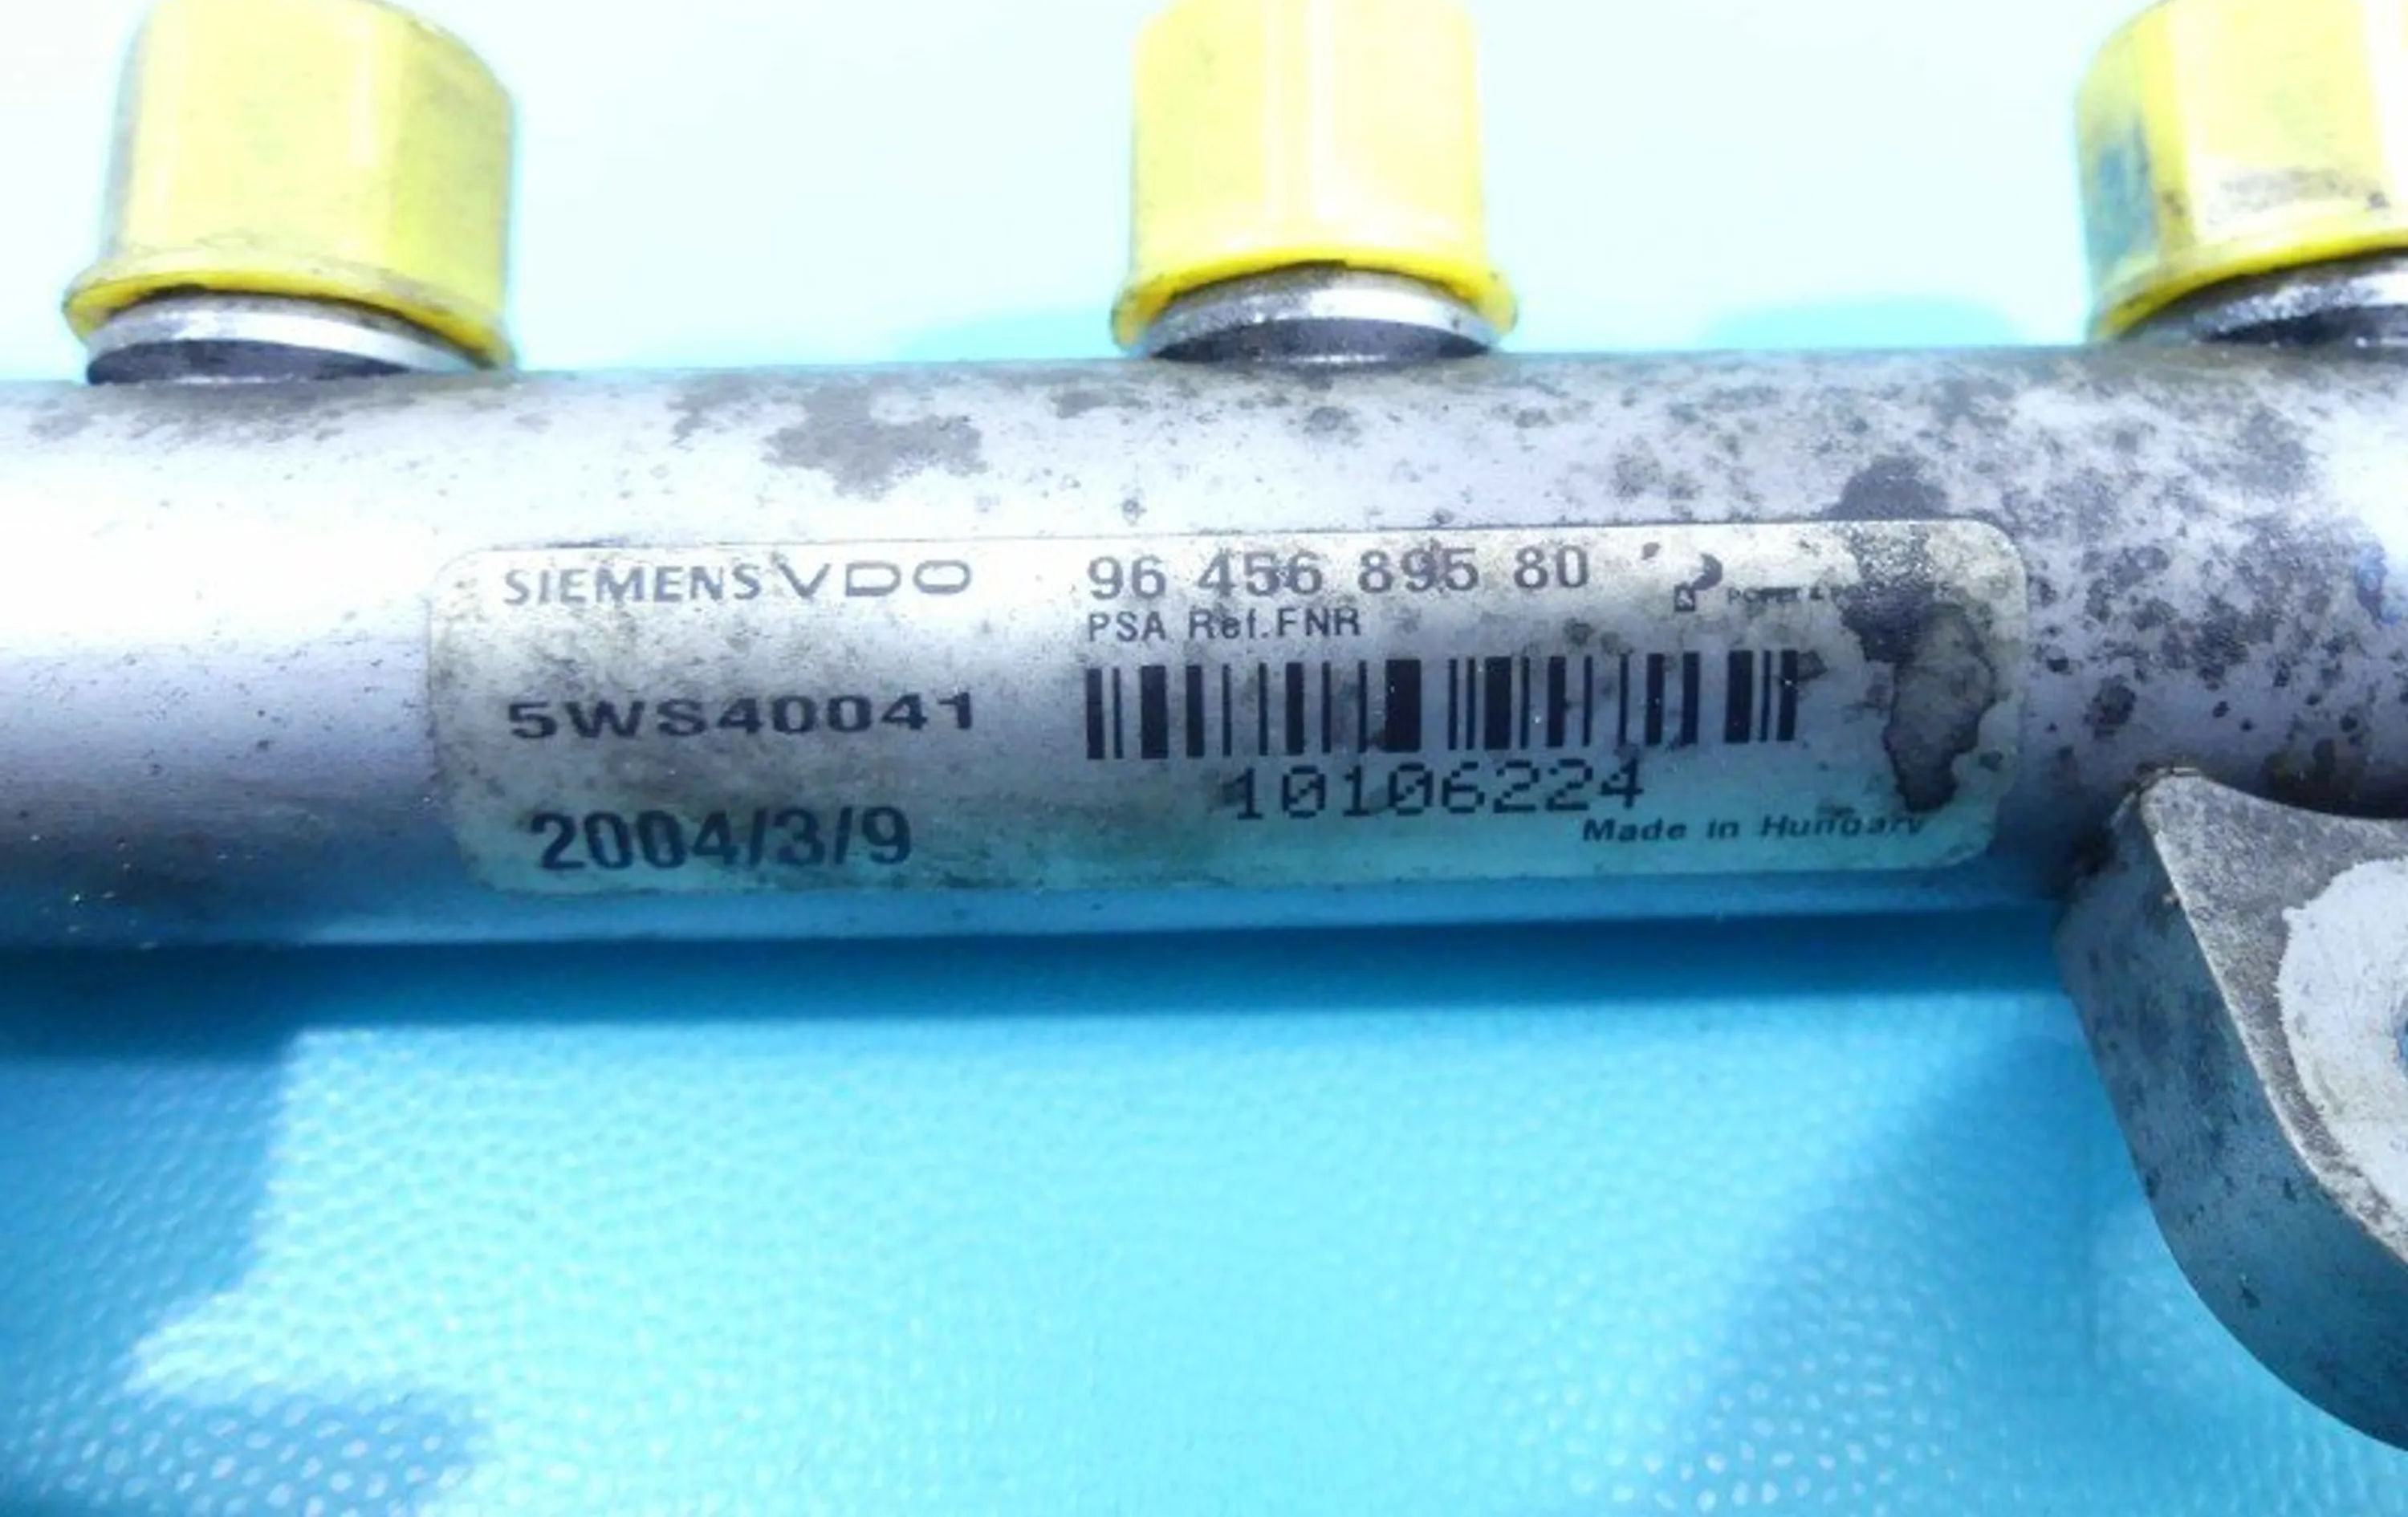 SIEMENS VDO 96 456 895 80
PSA Ref.FNR
5WS40041
10106224
Made in Hungary
2004/3/9